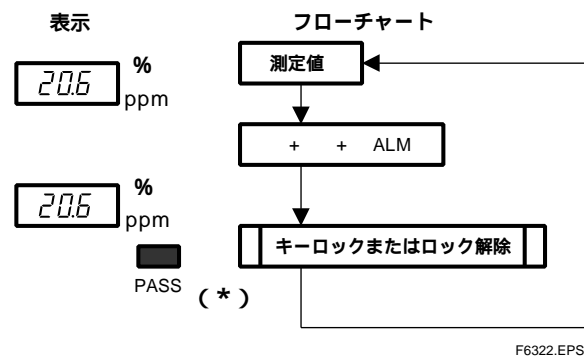 表示 フローチャート
20.6 % ppm
測定値
+ + ALM
20.6 % ppm
キーロックまたはロック解除
PASS (*)
F6322.EPS